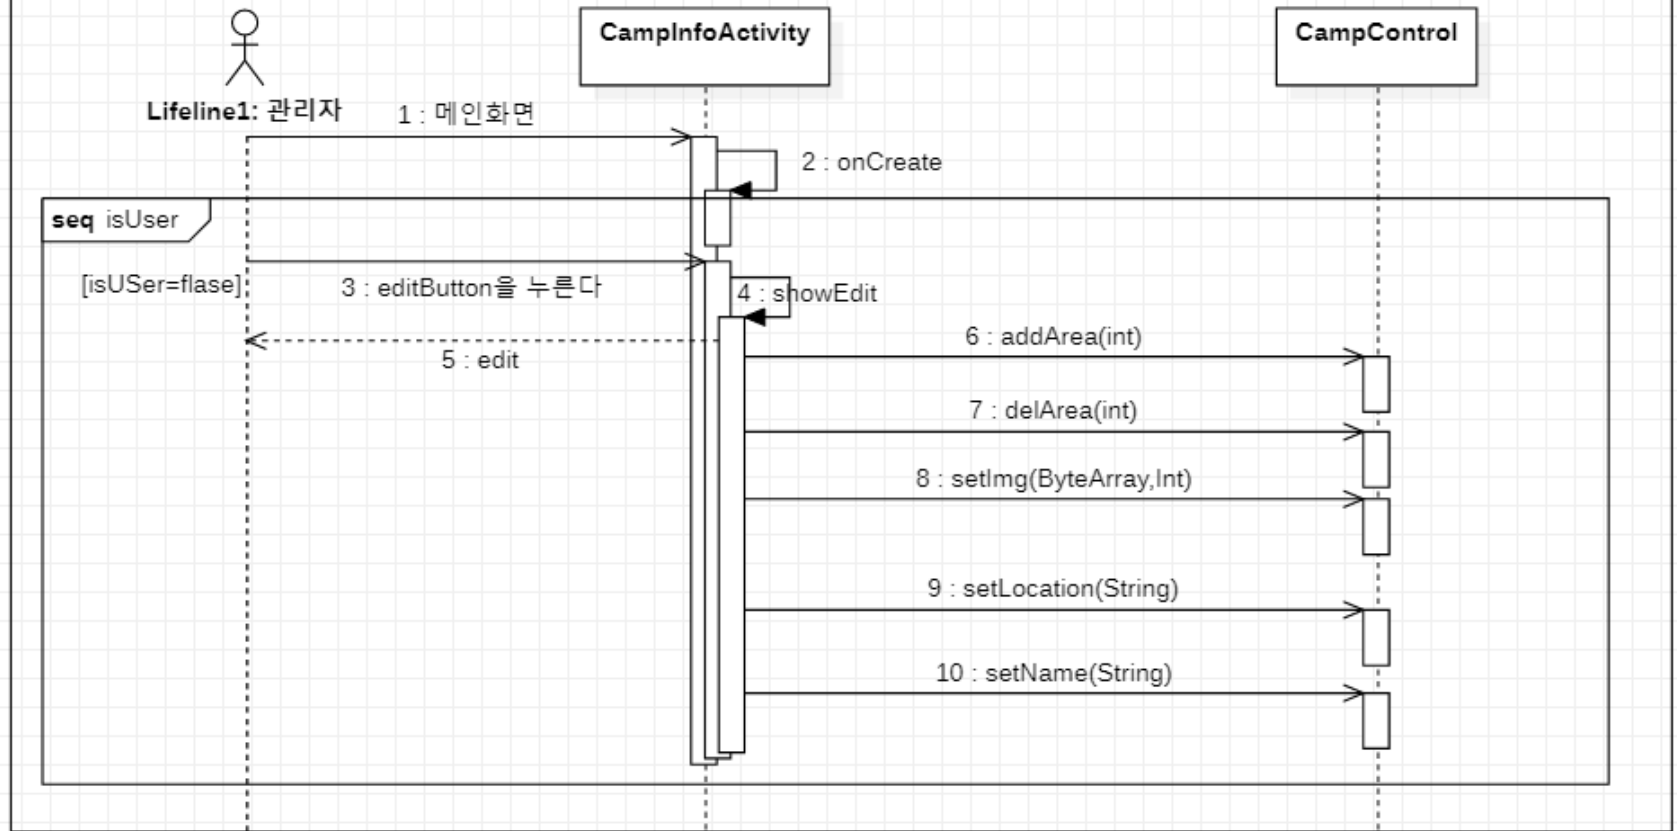 CampInfoActivity
CampControl
Lifeline1: 관리자
1 : 메인화면
2 : onCreate
seq isUser
[isUSer=flase]
3 : editButton을 누른다
4 : showEdit
5 : edit
6 : addArea(int)
7 : delArea(int)
8 : setImg(ByteArray,Int)
9 : setLocation(String)
10 : setName(String)